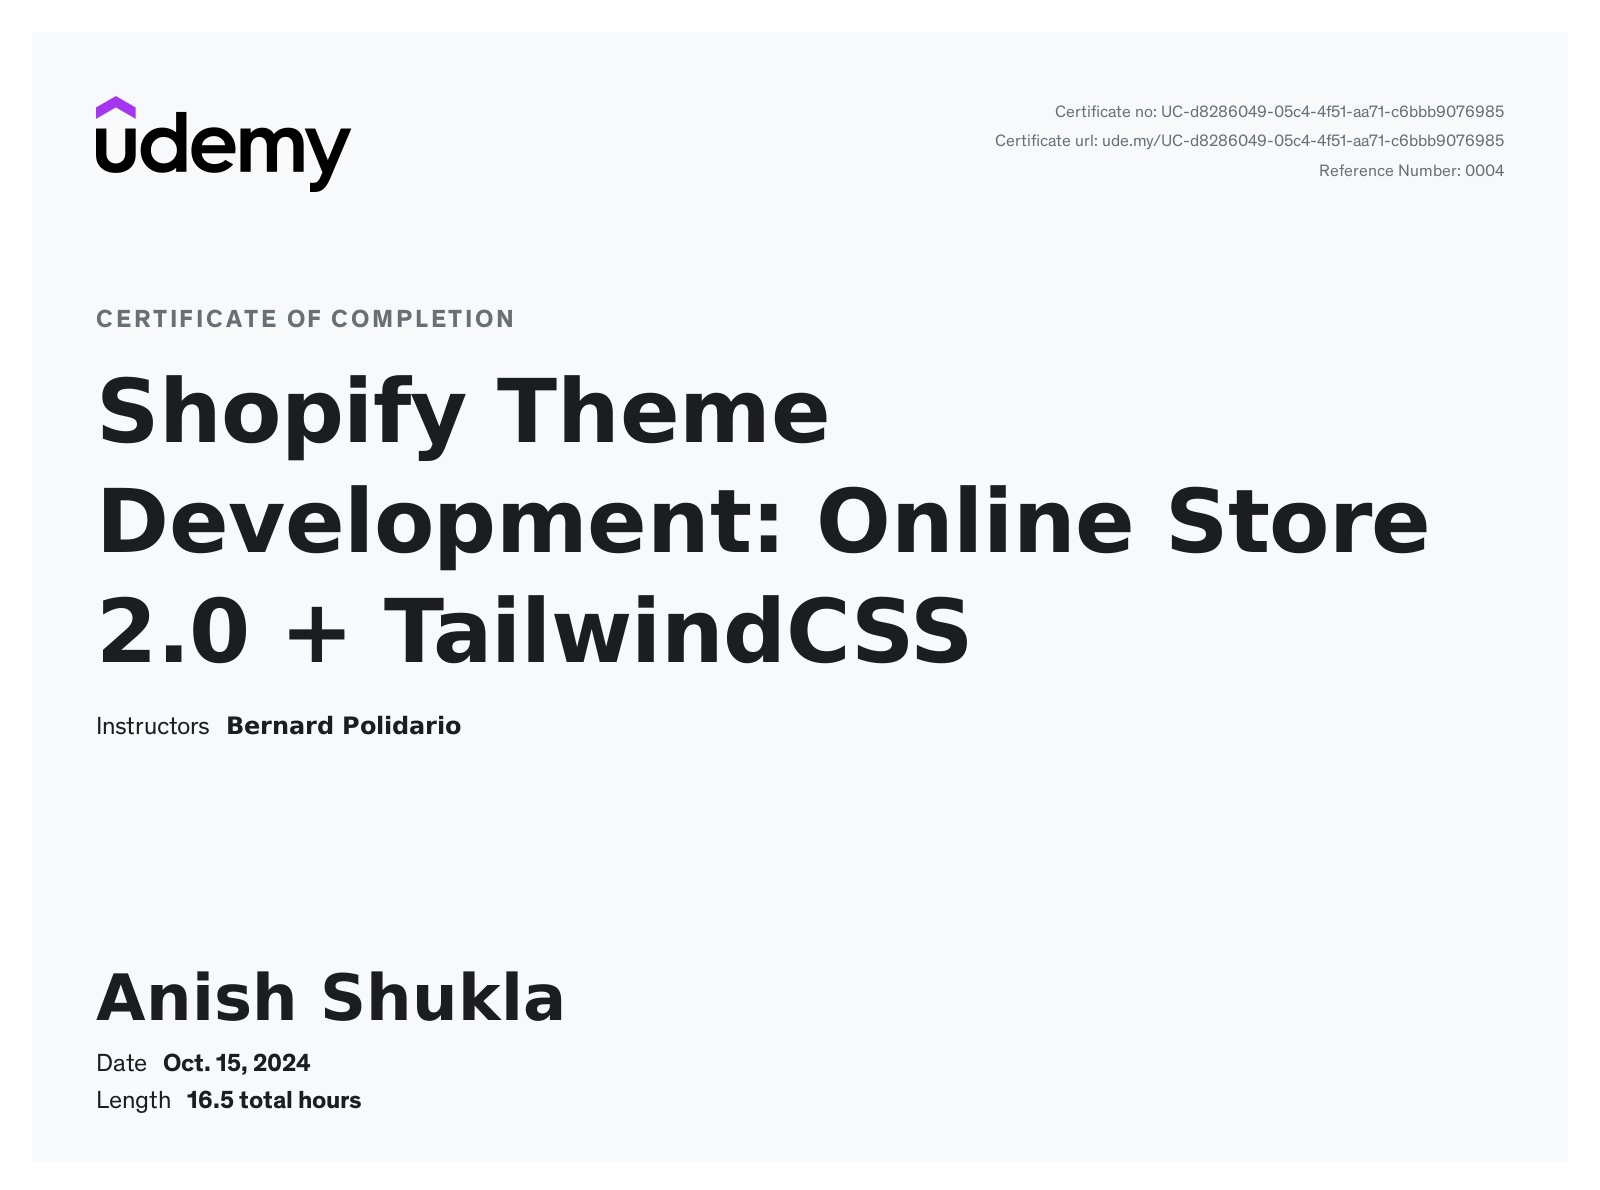 udemy
Certificate no: UC-d8286049-05c4-4f51-aa71-c6bbb9076985
Certificate url: ude.my/UC-d8286049-05c4-4f51-aa71-c6bbb9076985
Reference Number: 0004
CERTIFICATE OF COMPLETION
Shopify Theme
Development: Online Store
2.0 + TailwindCSS
Instructors Bernard Polidario
Anish Shukla
Date Oct. 15, 2024
Length 16.5 total hours